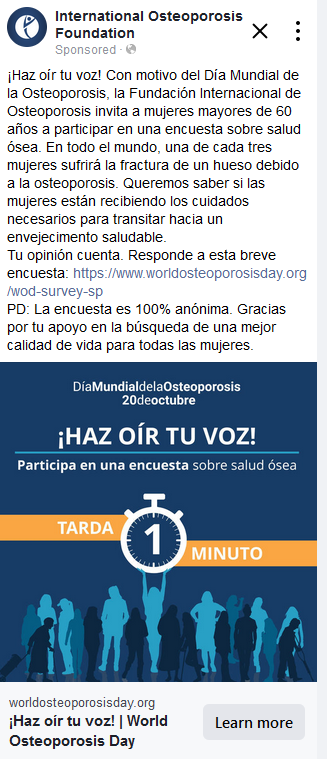 International Osteoporosis
Foundation
Sponsored ·
¡Haz oír tu voz! Con motivo del Día Mundial de
la Osteoporosis, la Fundación Internacional de
Osteoporosis invita a mujeres mayores de 60
años a participar en una encuesta sobre salud
ósea. En todo el mundo, una de cada tres
mujeres sufrirá la fractura de un hueso debido
a la osteoporosis. Queremos saber si las
mujeres están recibiendo los cuidados
necesarios para transitar hacia un
envejecimiento saludable.
Tu opinión cuenta. Responde a esta breve
encuesta: https://www.worldosteoporosisday.org
/wod-survey-sp
PD: La encuesta es 100% anónima. Gracias
por tu apoyo en la búsqueda de una mejor
calidad de vida para todas las mujeres.
DíaMundialdelaOsteoporosis
20deoctubre
¡HAZ OÍR TU VOZ!
Participa en una encuesta sobre salud ósea
TARDA
1
MINUTO
worldosteoporosisday.org
¡Haz oír tu voz! | World
Osteoporosis Day
Learn more